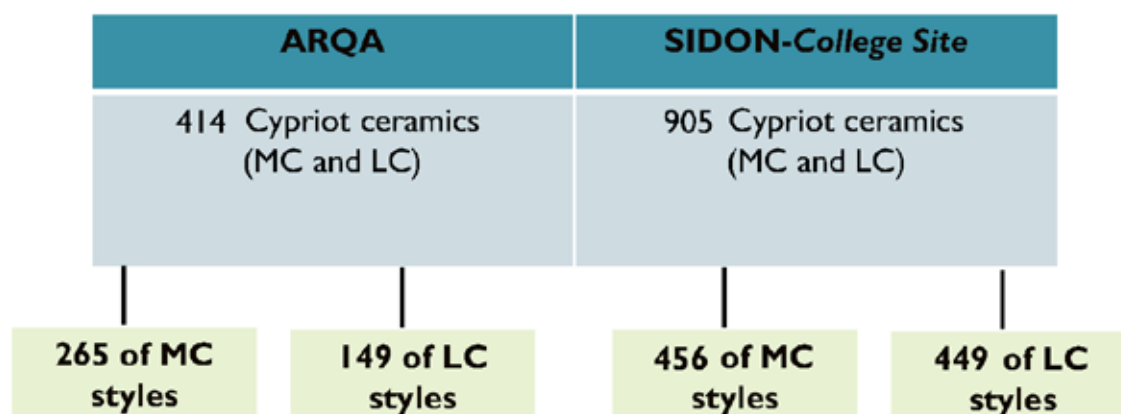 ARQA
SIDON-College Site
414 Cypriot ceramics
(MC and LC)
905 Cypriot ceramics
(MC and LC)
265 of MC
styles
149 of LC
styles
456 of MC
styles
449 of LC
styles